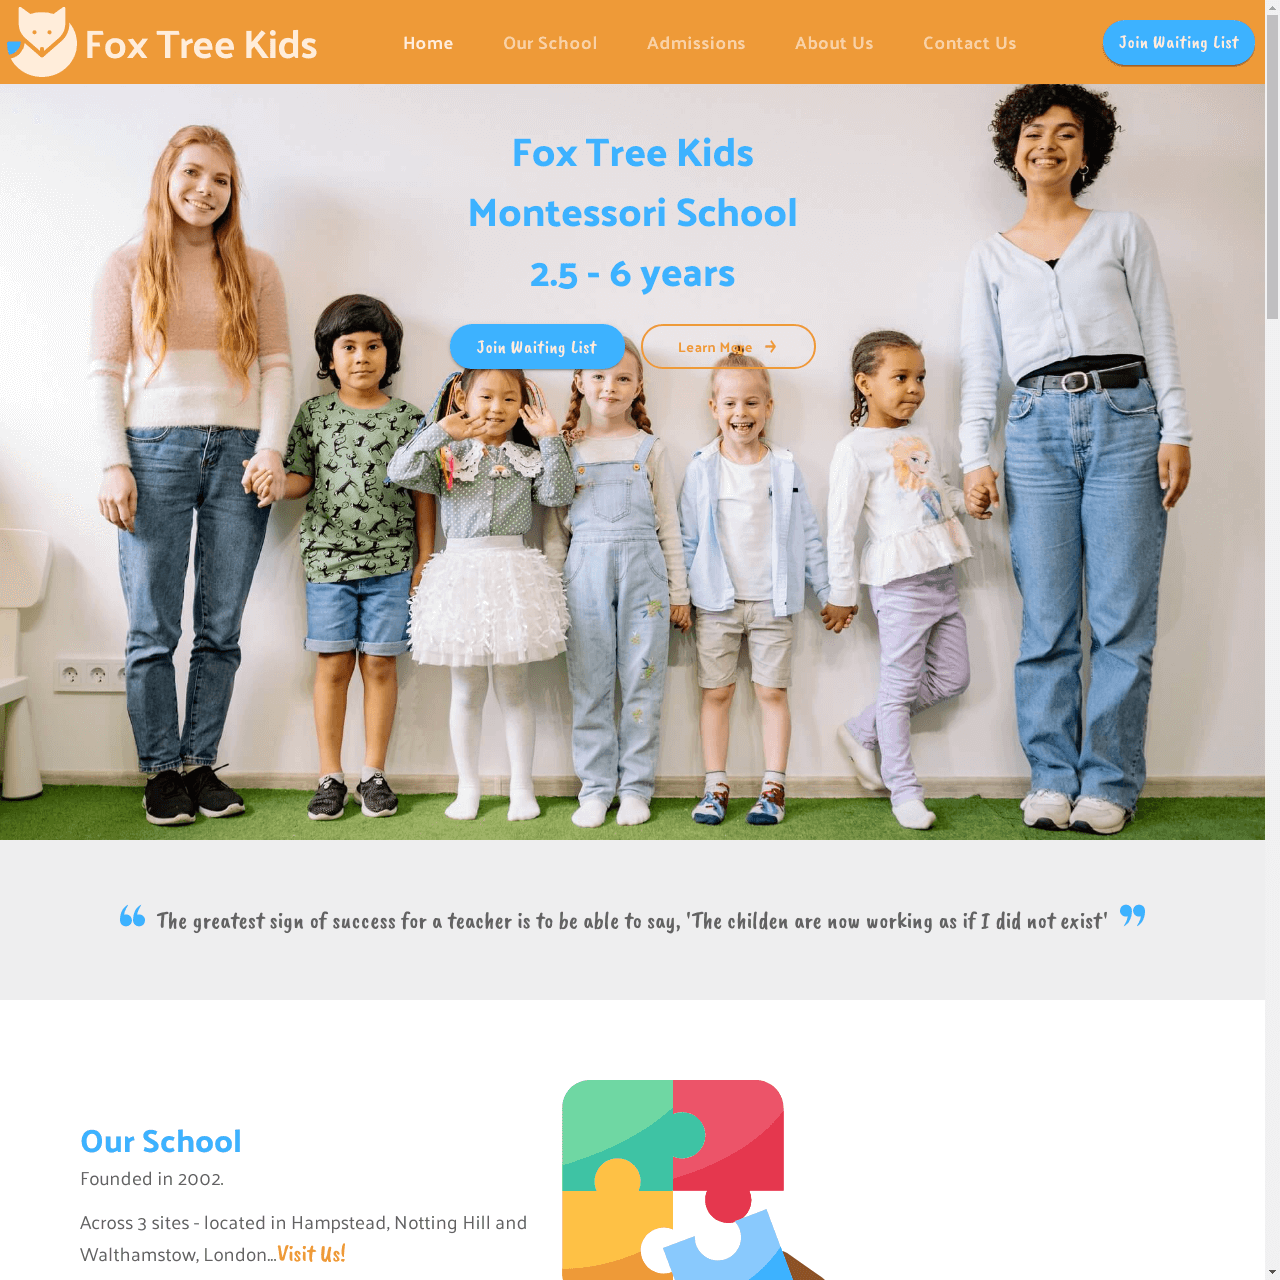 Fox Tree Kids
Home
Our School
Admissions
About Us
Contact Us
Join Waiting List
Fox Tree Kids
Montessori School
2.5 - 6 years
Join Waiting List
Learn More →
❝ The greatest sign of success for a teacher is to be able to say, 'The childen are now working as if I did not exist' ❞
Our School
Founded in 2002.
Across 3 sites - located in Hampstead, Notting Hill and
Walthamstow, London...Visit Us!